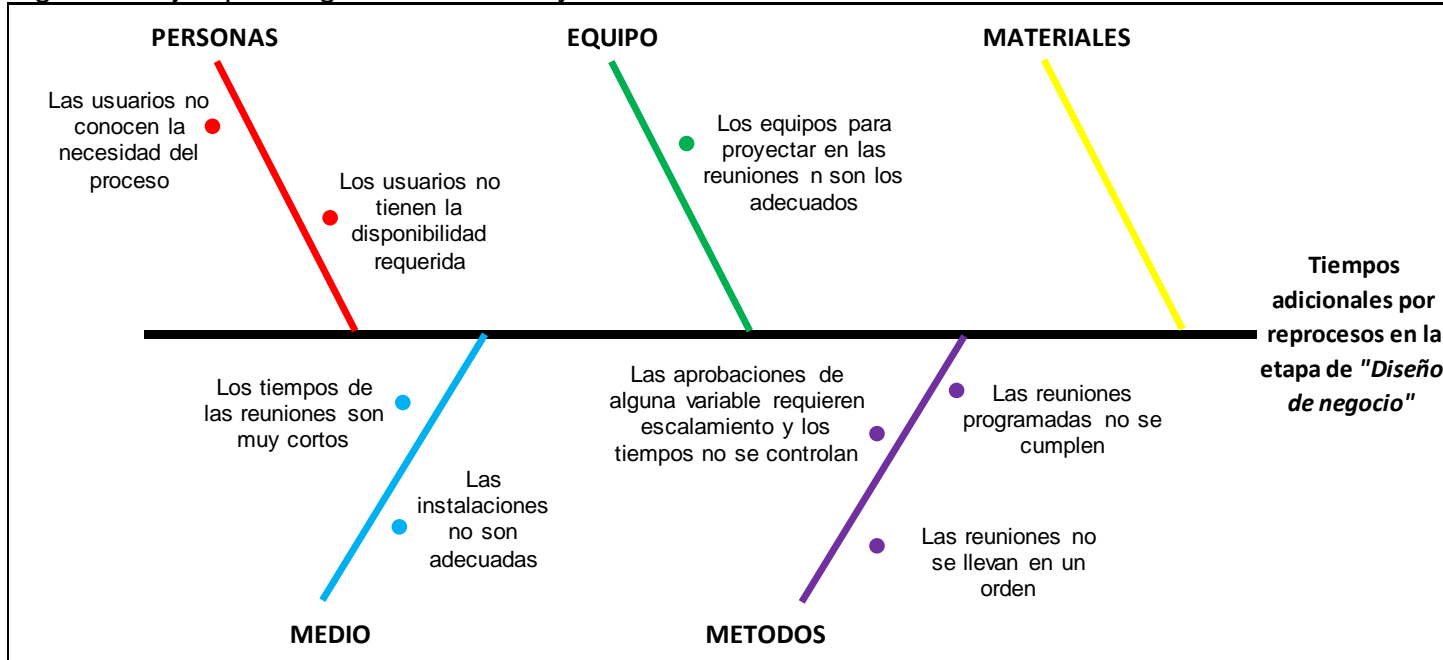 PERSONAS
EQUIPO
MATERIALES
Las usuarios no
conocen la
necesidad del
proceso
Los usuarios no
tienen la
disponibilidad
requerida
Los equipos para
proyectar en las
reuniones n son los
adecuados
Tiempos
adicionales por
reprocesos en la
etapa de "Diseño
de negocio"
Los tiempos de
las reuniones son
muy cortos
Las
instalaciones
no son
adecuadas
Las aprobaciones de
alguna variable requieren
escalamiento y los
tiempos no se controlan
Las reuniones
programadas no se
cumplen
Las reuniones no
se llevan en un
orden
MEDIO
METODOS